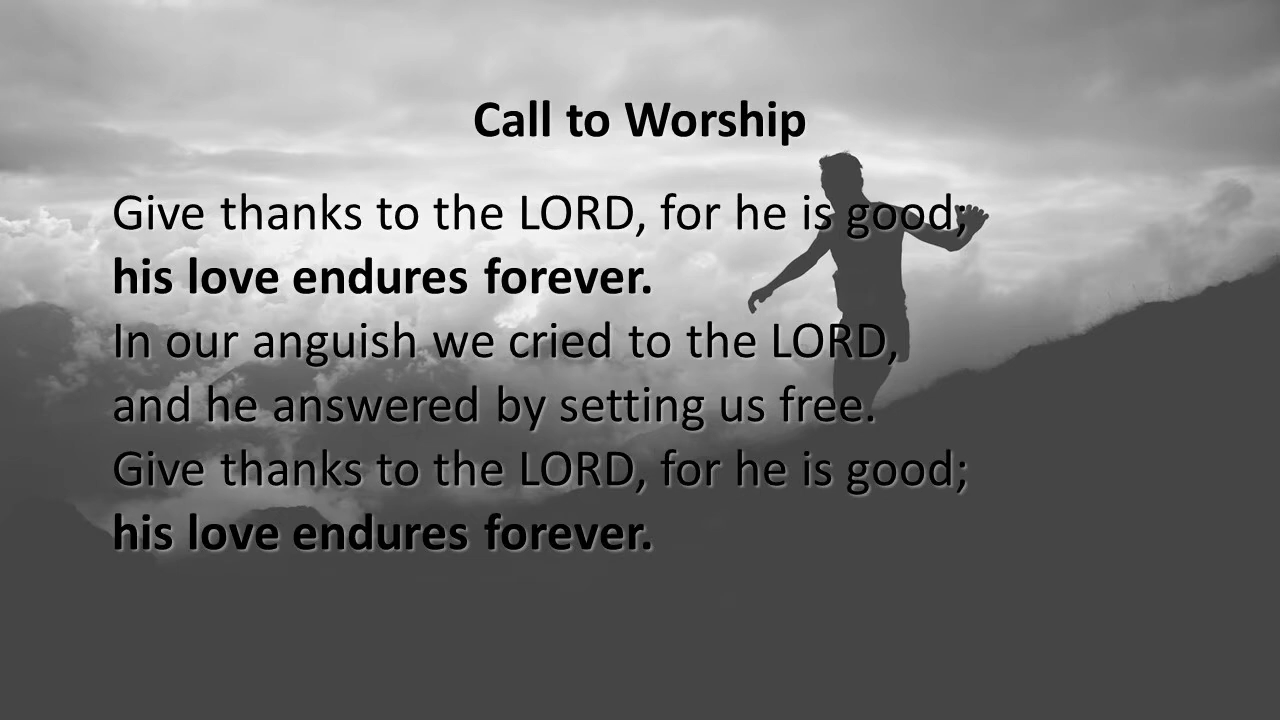 Call to Worship
Give thanks to the LORD, for he is good;
his love endures forever.
In our anguish we cried to the LORD,
and he answered by setting us free.
Give thanks to the LORD, for he is good;
his love endures forever.